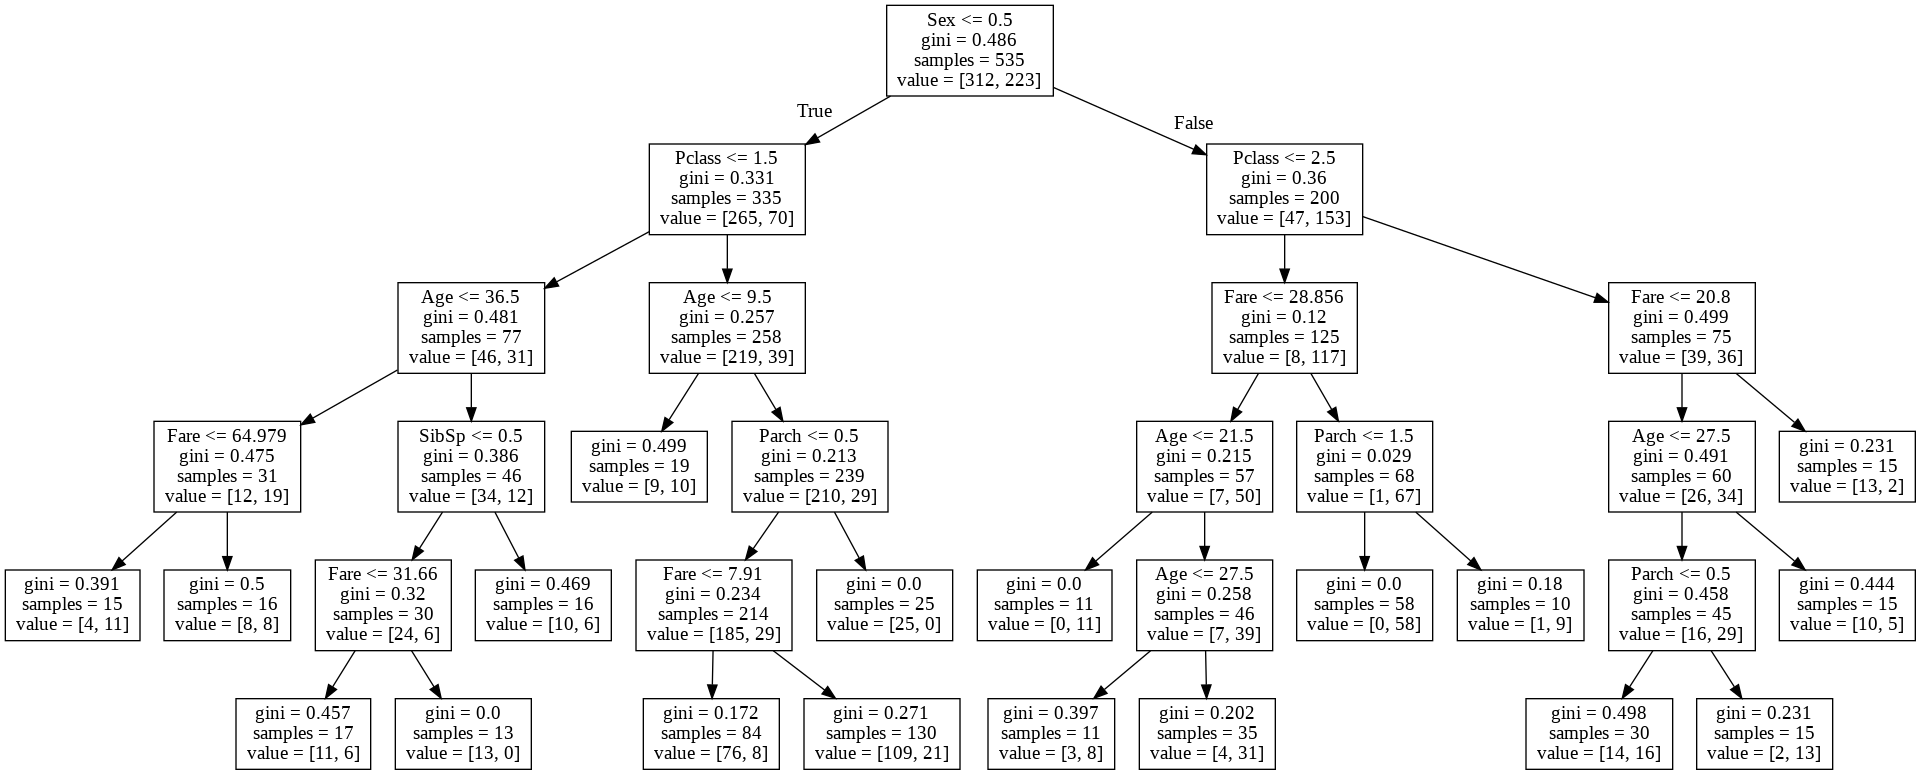 Sex <= 0.5
gini = 0.486
samples = 535
value = [312, 223]
True
False
Pclass <= 1.5
gini = 0.331
samples = 335
value = [265, 70]
Pclass <= 2.5
gini = 0.36
samples = 200
value = [47, 153]
Age <= 36.5
gini = 0.481
samples = 77
value = [46, 31]
Age <= 9.5
gini = 0.257
samples = 258
value = [219, 39]
Fare <= 28.856
gini = 0.12
samples = 125
value = [8, 117]
Fare <= 20.8
gini = 0.499
samples = 75
value = [39, 36]
Fare <= 64.979
gini = 0.475
samples = 31
value = [12, 19]
SibSp <= 0.5
gini = 0.386
samples = 46
value = [34, 12]
gini = 0.499
samples = 19
value = [9, 10]
Parch <= 0.5
gini = 0.213
samples = 239
value = [210, 29]
Age <= 21.5
gini = 0.215
samples = 57
value = [7, 50]
Parch <= 1.5
gini = 0.029
samples = 68
value = [1, 67]
Age <= 27.5
gini = 0.491
samples = 60
value = [26, 34]
gini = 0.231
samples = 15
value = [13, 2]
gini = 0.391
samples = 15
value = [4, 11]
gini = 0.5
samples = 16
value = [8, 8]
Fare <= 31.66
gini = 0.32
samples = 30
value = [24, 6]
gini = 0.469
samples = 16
value = [10, 6]
Fare <= 7.91
gini = 0.234
samples = 214
value = [185, 29]
gini = 0.0
samples = 25
value = [25, 0]
gini = 0.0
samples = 11
value = [0, 11]
Age <= 27.5
gini = 0.258
samples = 46
value = [7, 39]
gini = 0.0
samples = 58
value = [0, 58]
gini = 0.18
samples = 10
value = [1, 9]
Parch <= 0.5
gini = 0.458
samples = 45
value = [16, 29]
gini = 0.444
samples = 15
value = [10, 5]
gini = 0.457
samples = 17
value = [11, 6]
gini = 0.0
samples = 13
value = [13, 0]
gini = 0.172
samples = 84
value = [76, 8]
gini = 0.271
samples = 130
value = [109, 21]
gini = 0.397
samples = 11
value = [3, 8]
gini = 0.202
samples = 35
value = [4, 31]
gini = 0.498
samples = 30
value = [14, 16]
gini = 0.231
samples = 15
value = [2, 13]